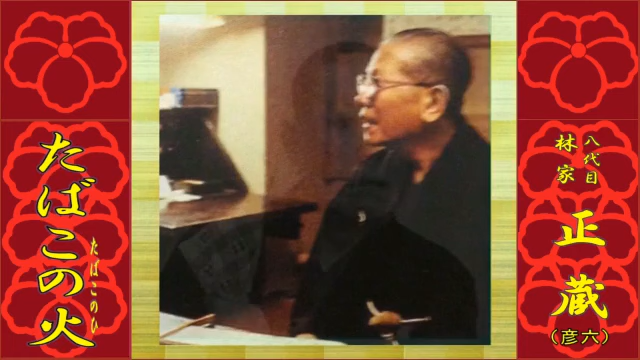 八代目
林家
正蔵
（彦六）
たばこの火
たばこのひ